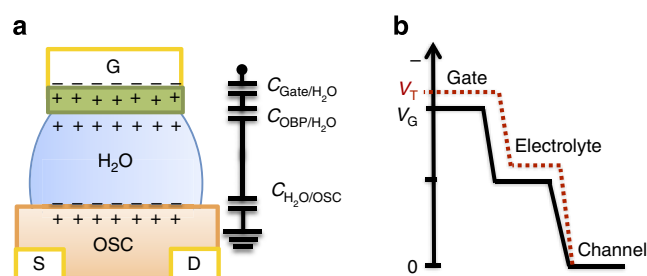 a
G
− − − − − − −
+ + + + + + +
+ + + + + + +
H₂O
− − − − − − −
+ + + + + + +
OSC
S
D
C_Gate/H₂O
C_OBP/H₂O
C_H₂O/OSC
b
−
V_T
V_G
0
Gate
Electrolyte
Channel